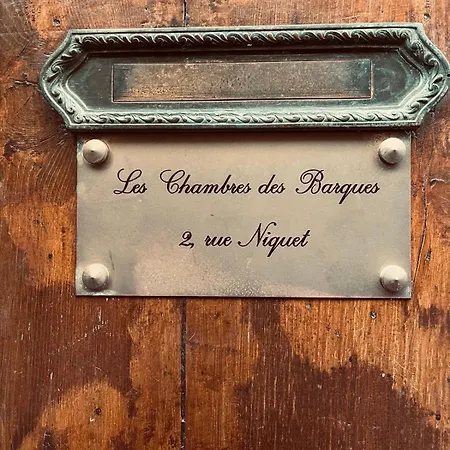 Les Chambres des Barques
2, rue Niquet